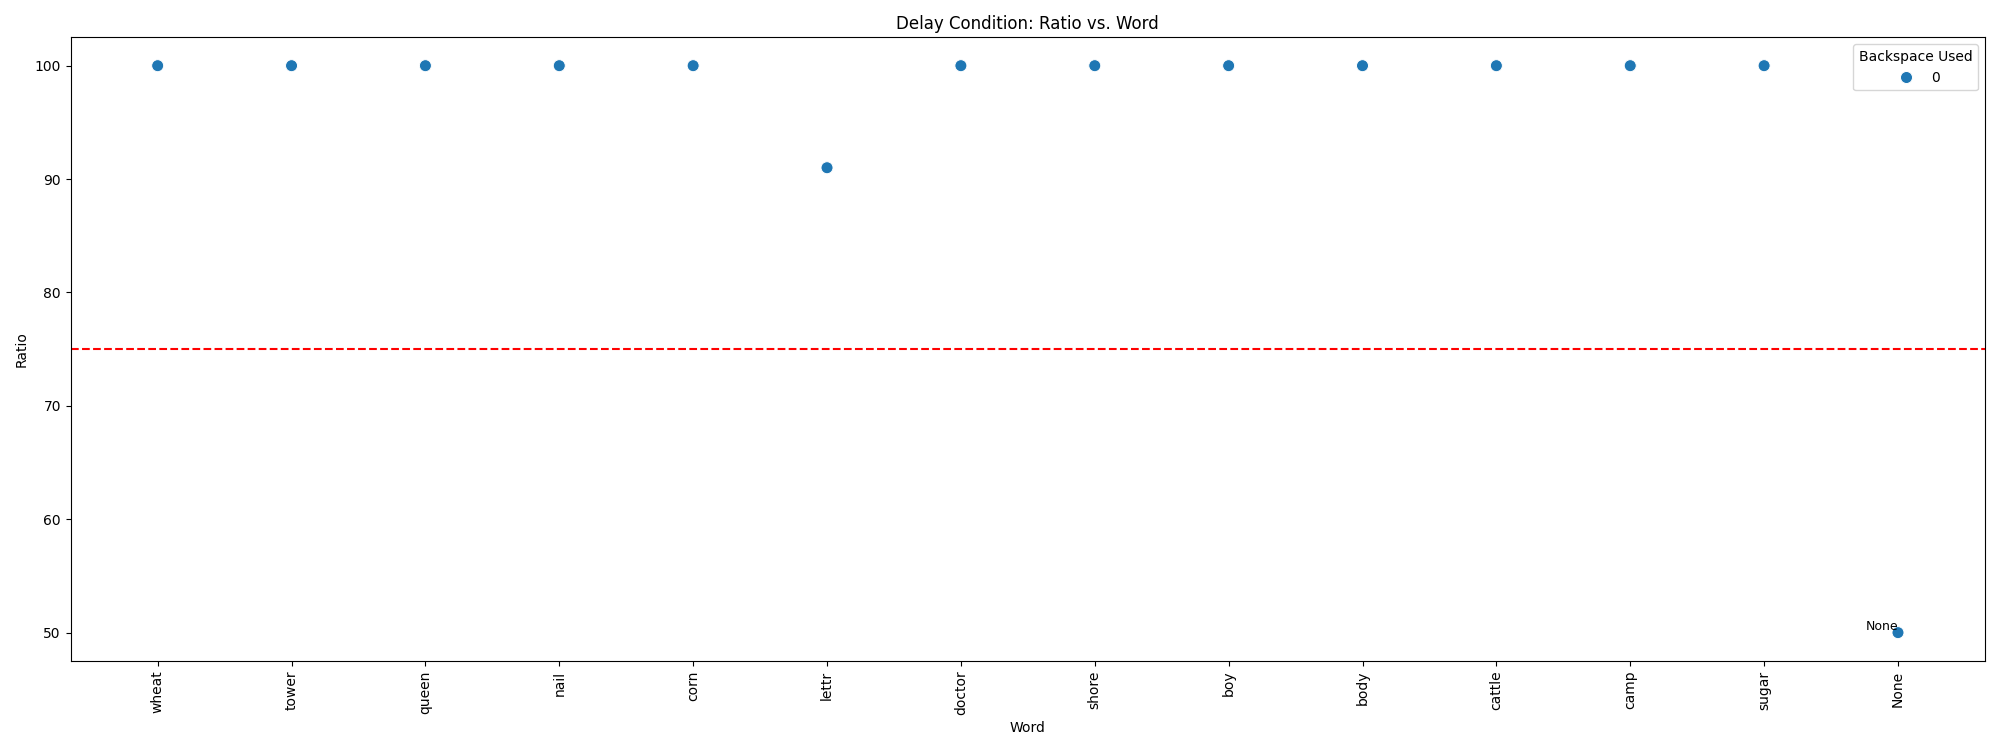 Delay Condition: Ratio vs. Word
Backspace Used
0
100
90
80
70
60
50
Ratio
None
wheat
tower
queen
nail
corn
lettr
doctor
shore
boy
body
cattle
camp
sugar
None
Word